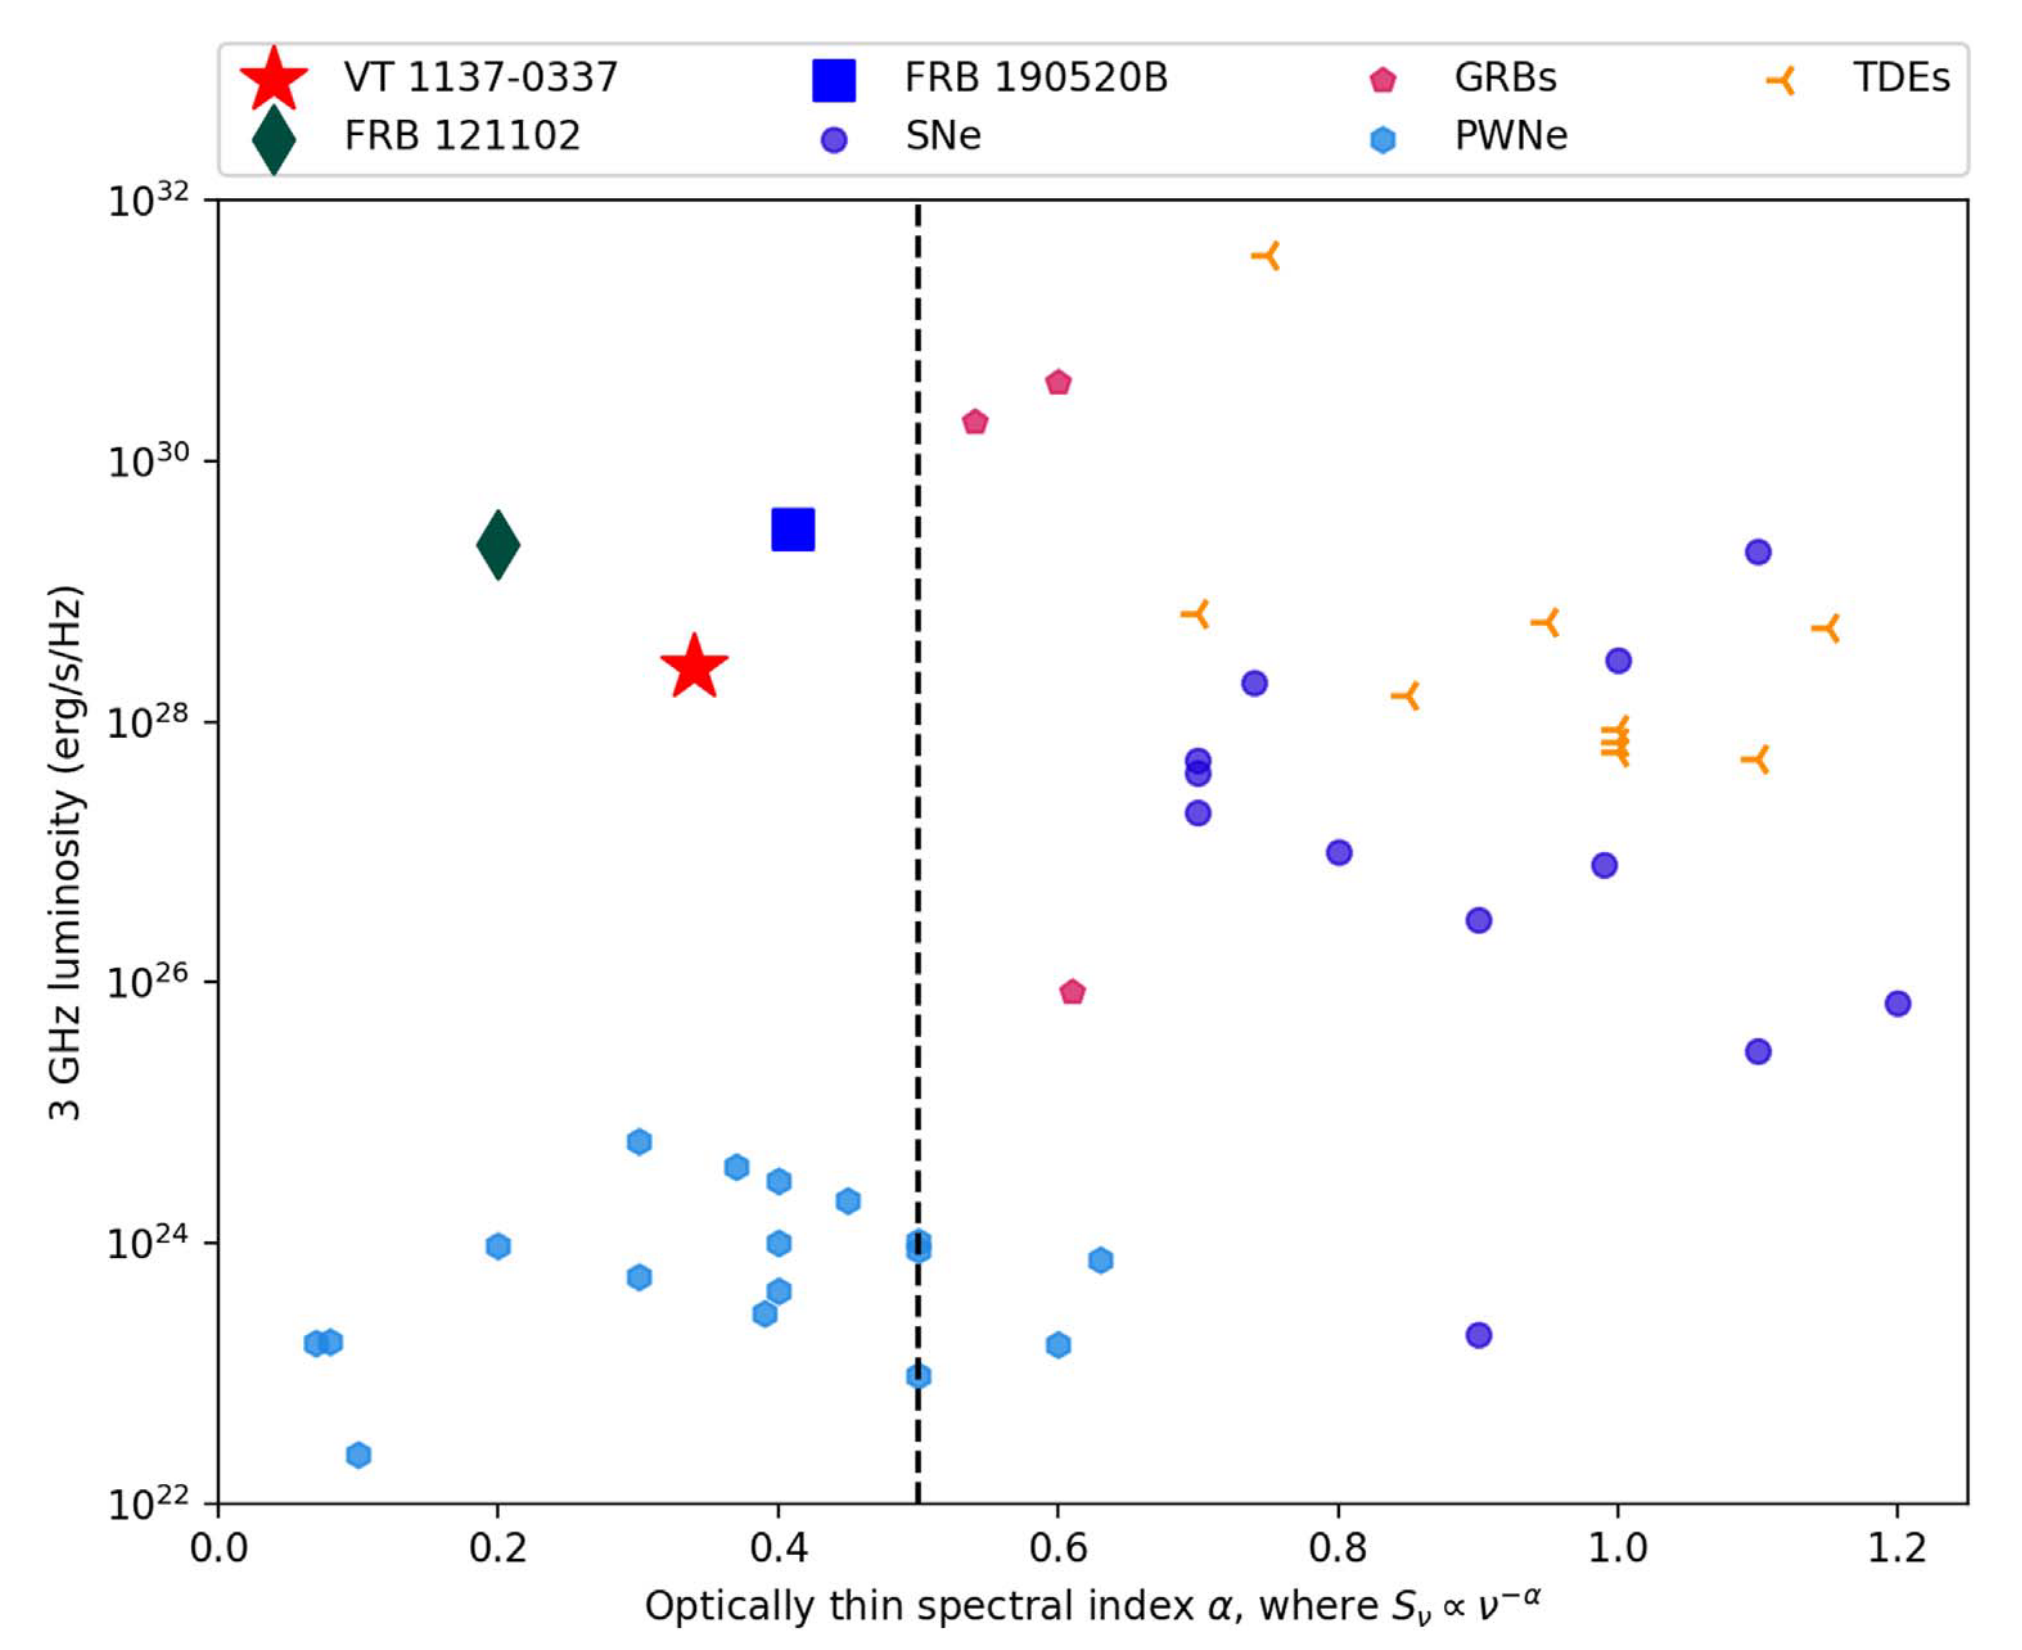 VT 1137-0337 FRB 190520B GRBs TDEs
FRB 121102 SNe PWNe
10^32
10^30
10^28
10^26
10^24
10^22
3 GHz luminosity (erg/s/Hz)
0.0 0.2 0.4 0.6 0.8 1.0 1.2
Optically thin spectral index α, where S_ν ∝ ν^−α